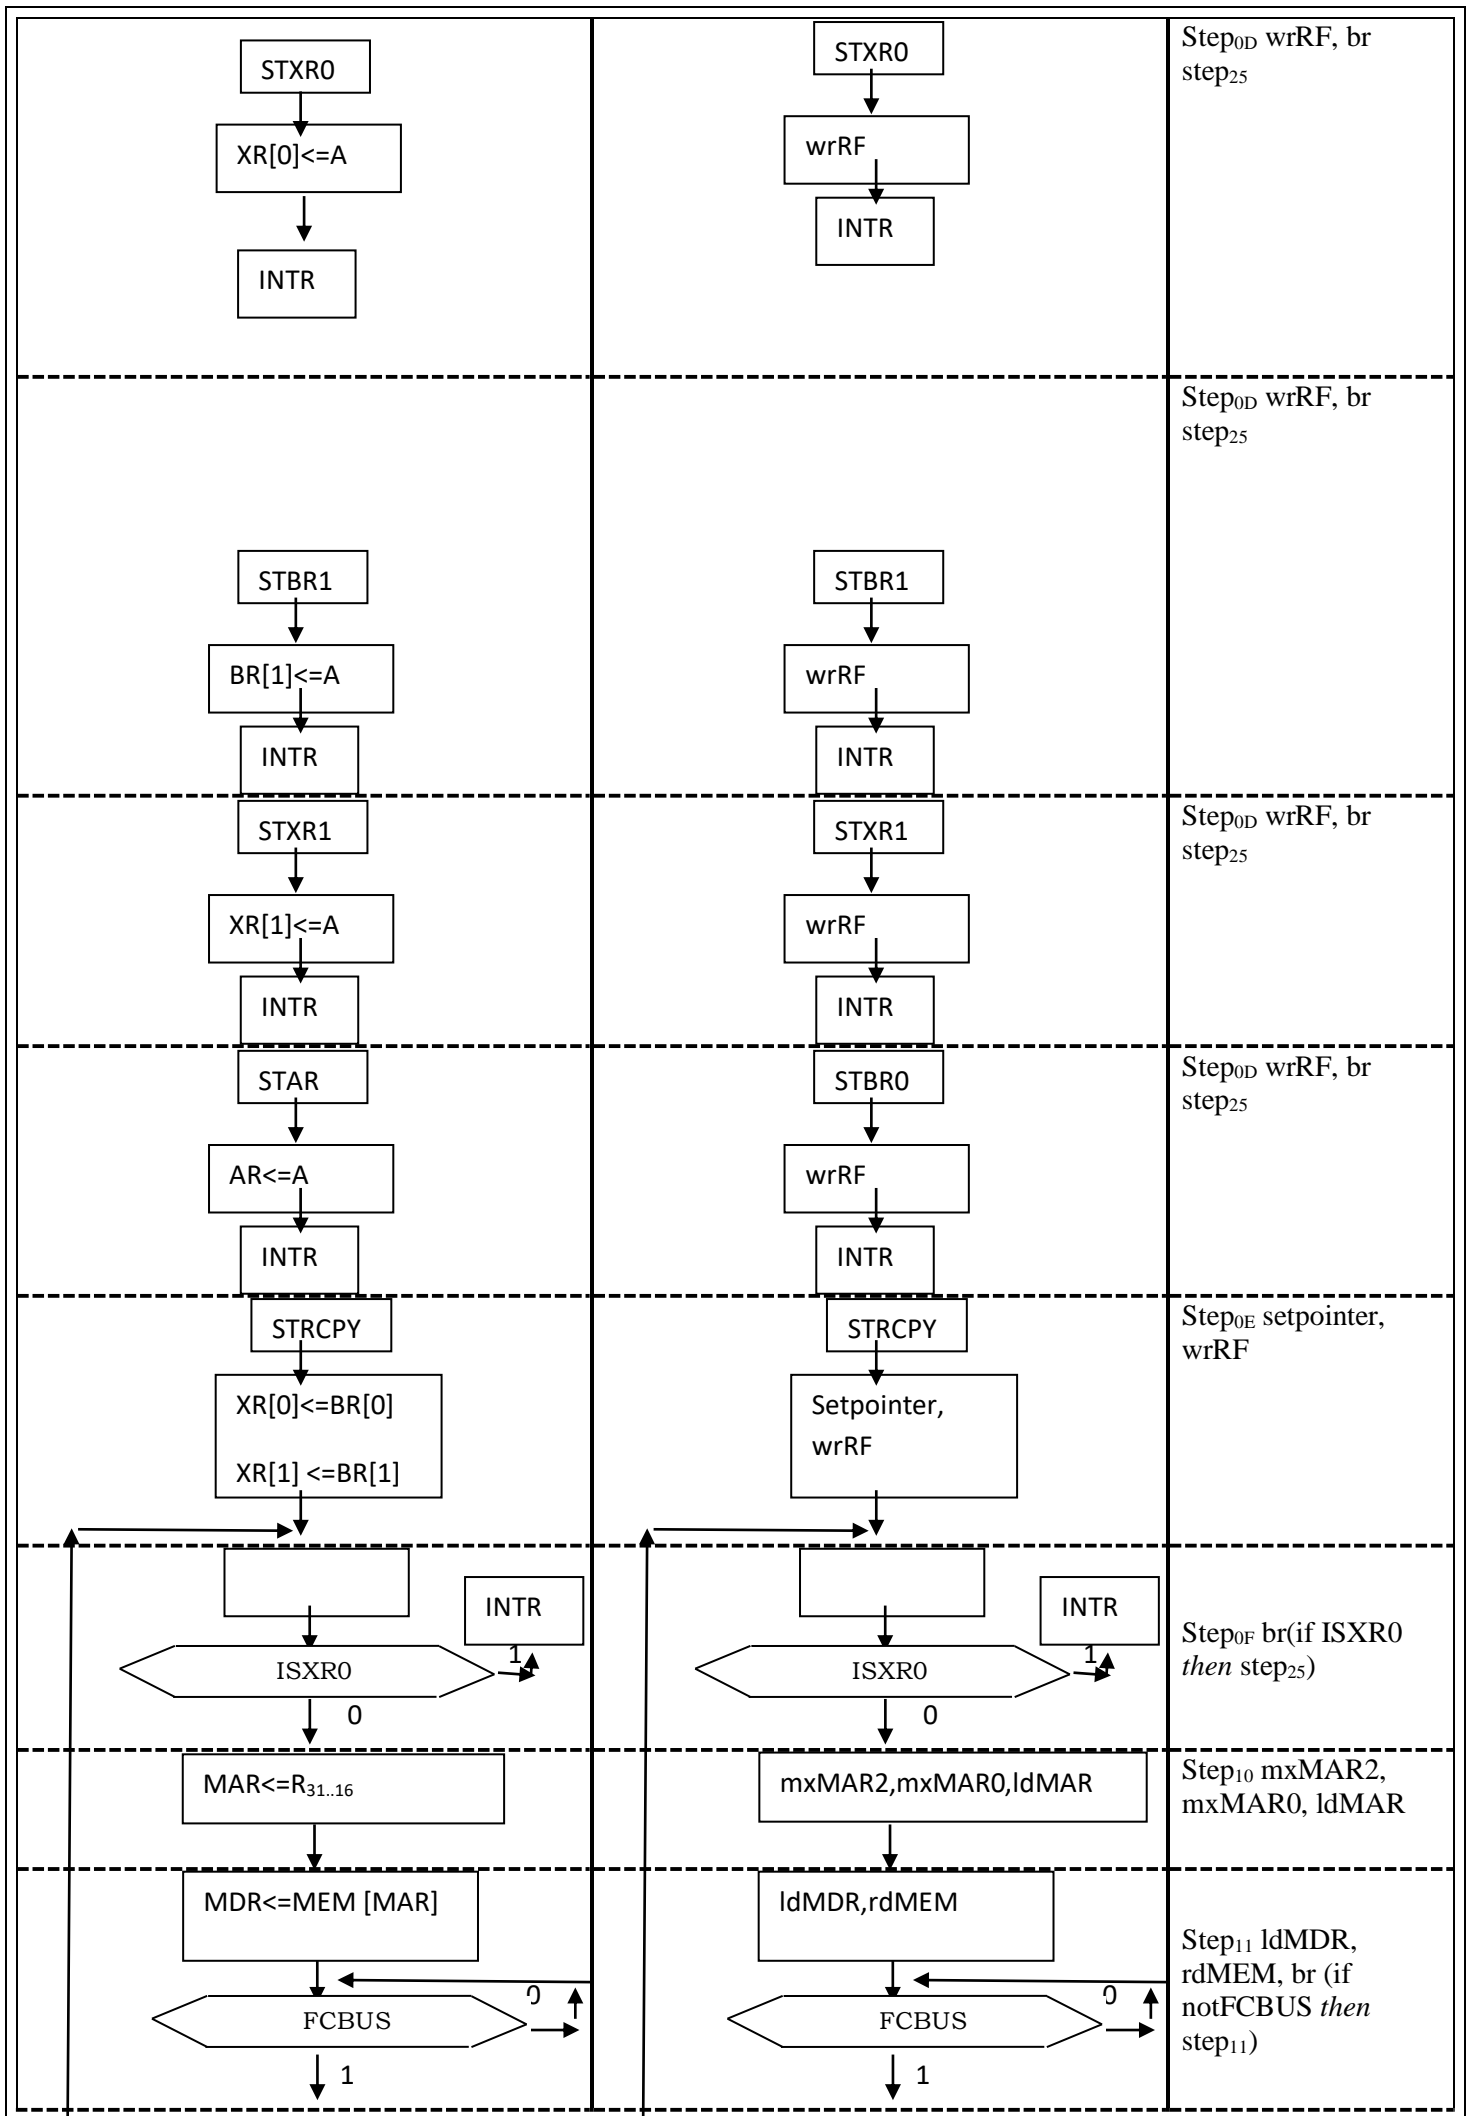 STXR0
XR[0]<=A
INTR
STXR0
wrRF
INTR
Step0D wrRF, br
step25
STBR1
BR[1]<=A
INTR
STBR1
wrRF
INTR
Step0D wrRF, br
step25
STXR1
XR[1]<=A
INTR
STXR1
wrRF
INTR
Step0D wrRF, br
step25
STAR
AR<=A
INTR
STBR0
wrRF
INTR
Step0D wrRF, br
step25
STRCPY
XR[0]<=BR[0]
XR[1] <=BR[1]
STRCPY
Setpointer,
wrRF
Step0E setpointer,
wrRF
INTR
ISXR0
1
0
INTR
ISXR0
1
0
Step0F br(if ISXR0
then step25)
MAR<=R31..16
mxMAR2,mxMAR0,ldMAR
Step10 mxMAR2,
mxMAR0, ldMAR
MDR<=MEM [MAR]
FCBUS
0
1
ldMDR,rdMEM
FCBUS
0
1
Step11 ldMDR,
rdMEM, br (if
notFCBUS then
step11)